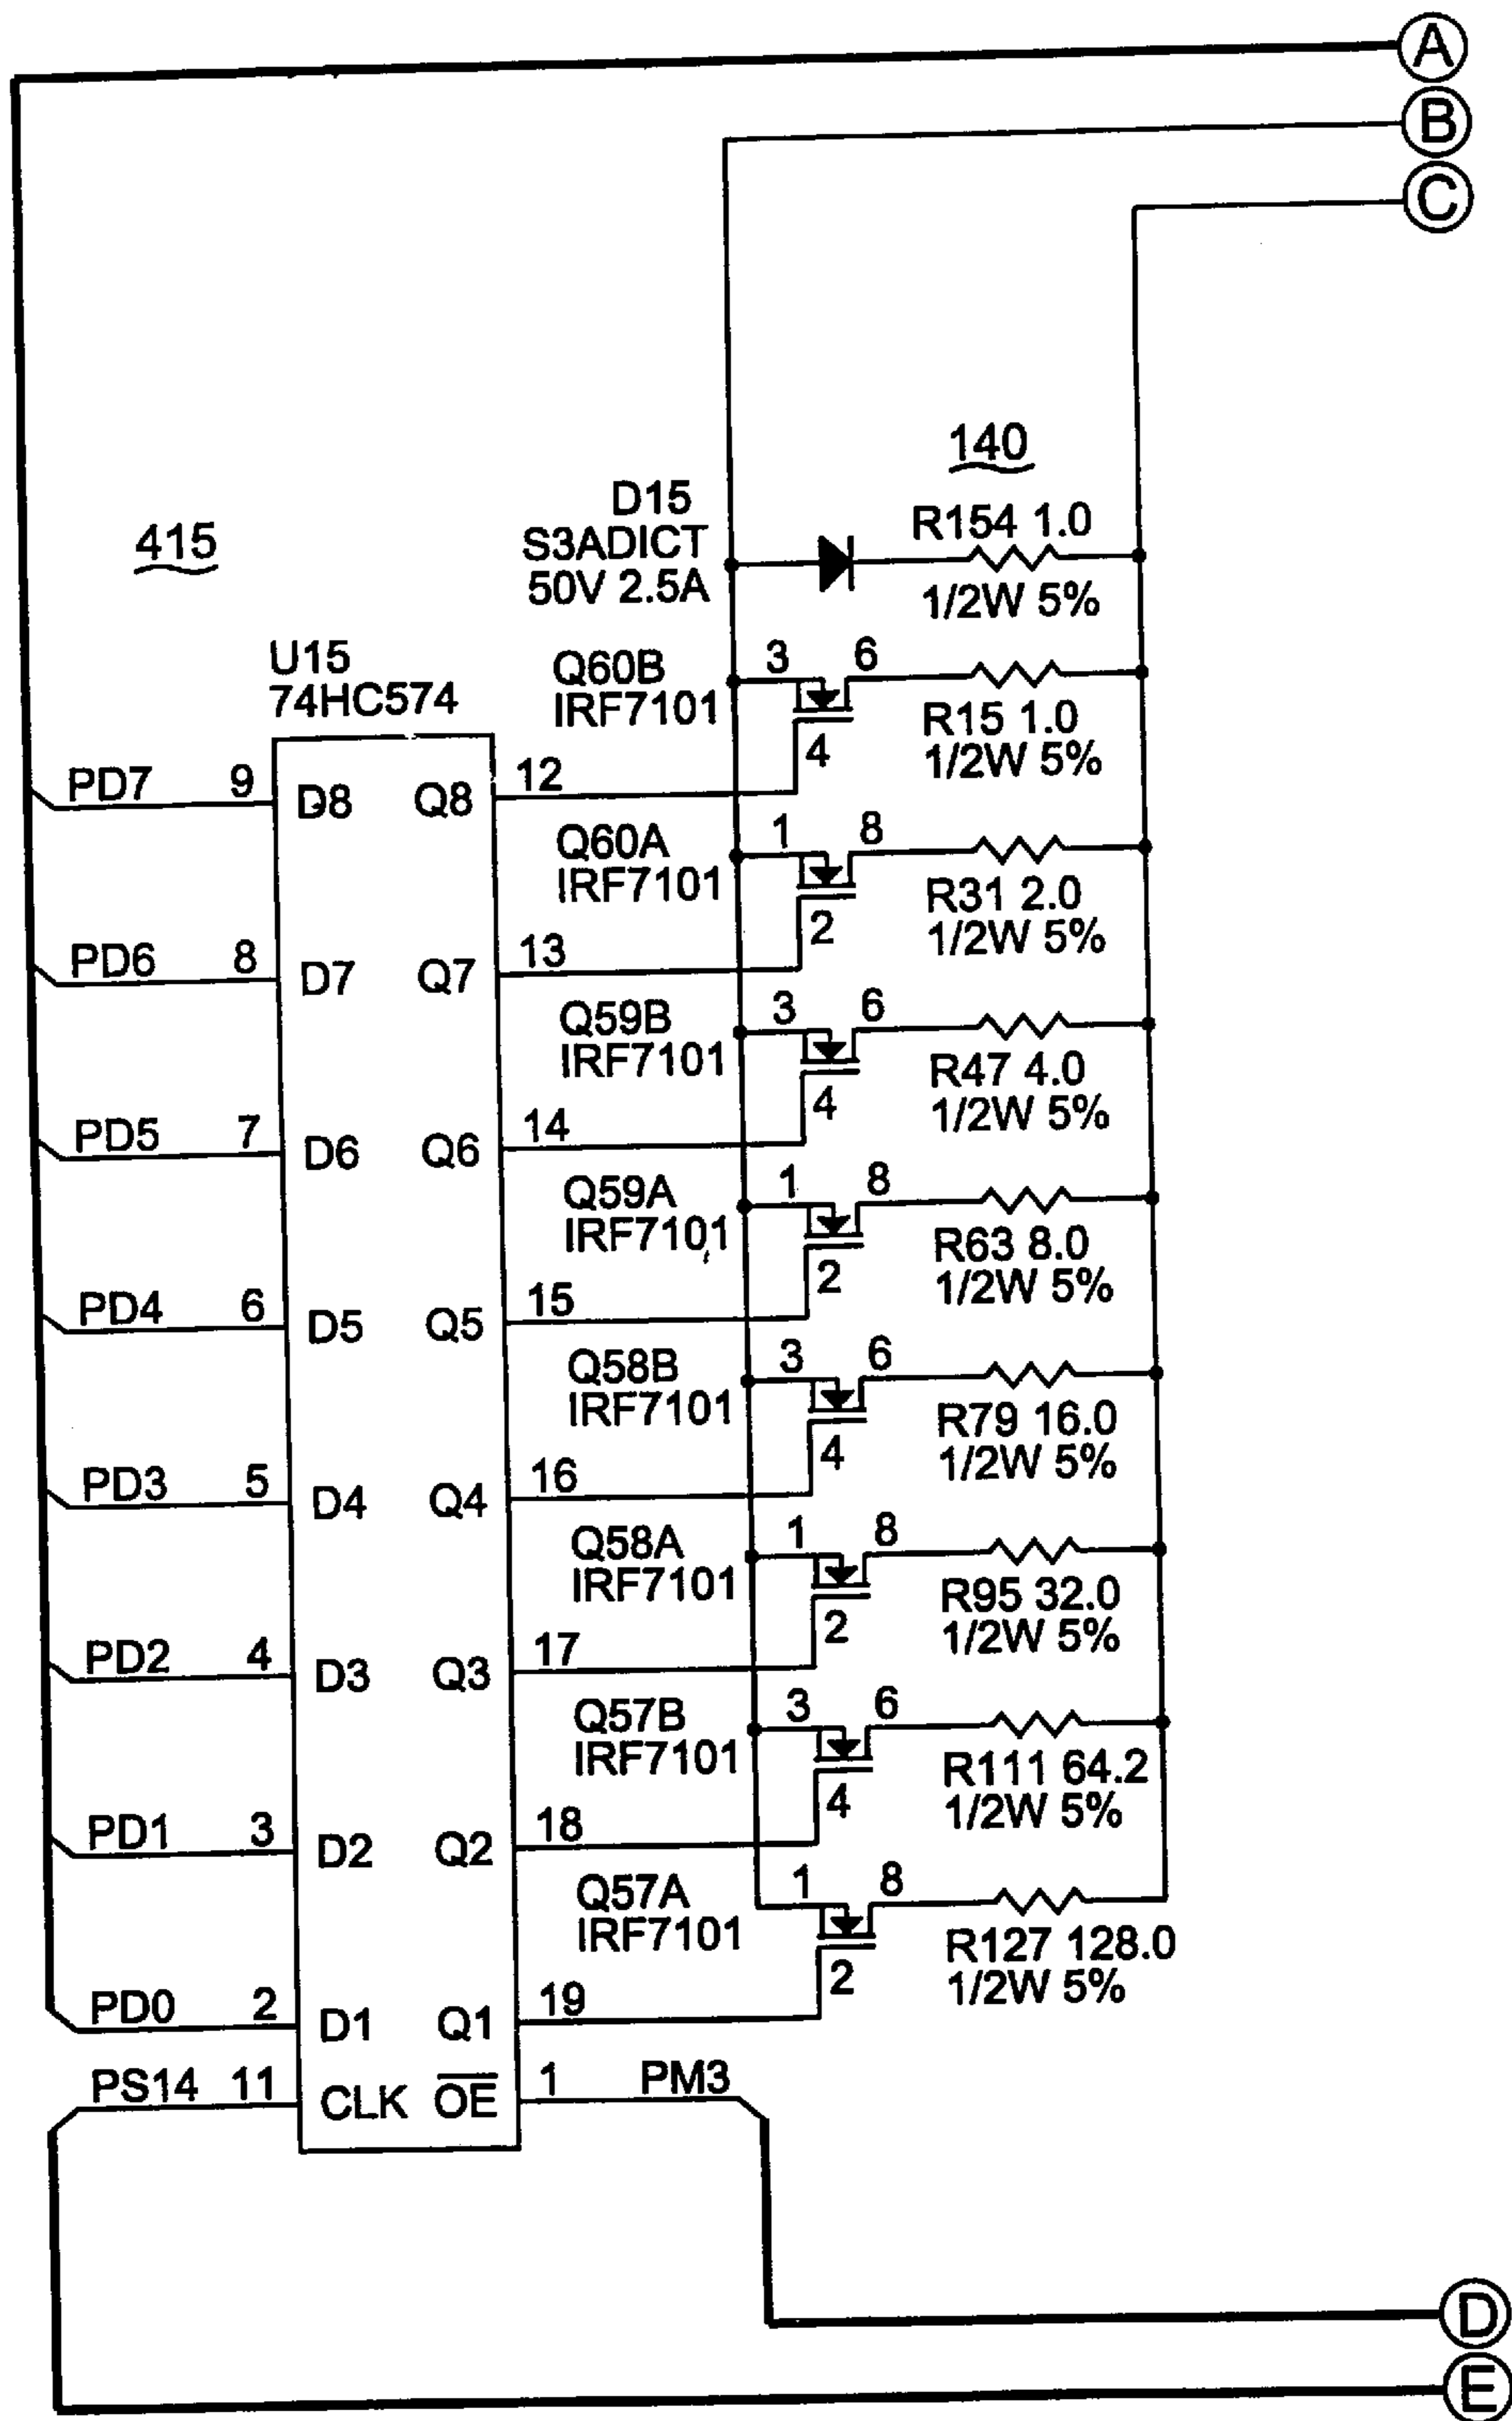 A
B
C
140
D15
S3ADICT
50V 2.5A
R154 1.0
1/2W 5%
415
U15
74HC574
Q60B
IRF7101
3 6
4
R15 1.0
1/2W 5%
PD7 9 D8 Q8 12
Q60A
IRF7101
1 8
2
R31 2.0
1/2W 5%
PD6 8 D7 Q7 13
Q59B
IRF7101
3 6
4
R47 4.0
1/2W 5%
PD5 7 D6 Q6 14
Q59A
IRF7101
1 8
2
R63 8.0
1/2W 5%
PD4 6 D5 Q5 15
Q58B
IRF7101
3 6
4
R79 16.0
1/2W 5%
PD3 5 D4 Q4 16
Q58A
IRF7101
1 8
2
R95 32.0
1/2W 5%
PD2 4 D3 Q3 17
Q57B
IRF7101
3 6
4
R111 64.2
1/2W 5%
PD1 3 D2 Q2 18
Q57A
IRF7101
1 8
2
R127 128.0
1/2W 5%
PD0 2 D1 Q1 19
PS14 11 CLK OE 1 PM3
D
E